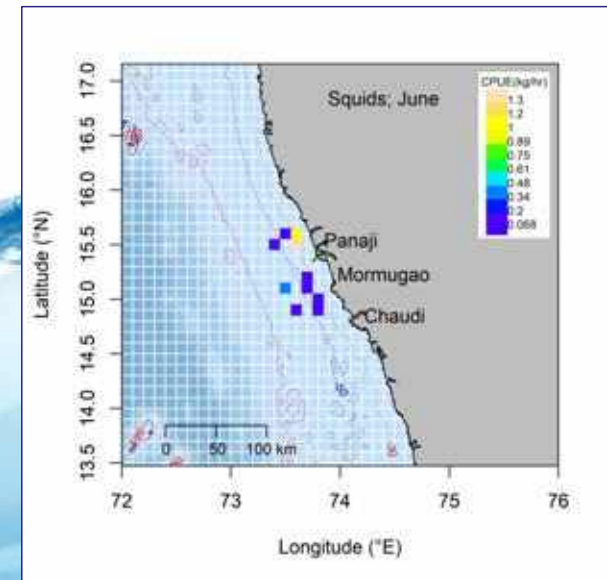 Squids; June
CPUE(kg/hr)
1.3
1.2
1
0.89
0.75
0.61
0.48
0.34
0.2
0.068
Panaji
Mormugao
Chaudi
17.0
16.5
16.0
15.5
15.0
14.5
14.0
13.5
Latitude (°N)
0 50 100 km
72 73 74 75 76
Longitude (°E)